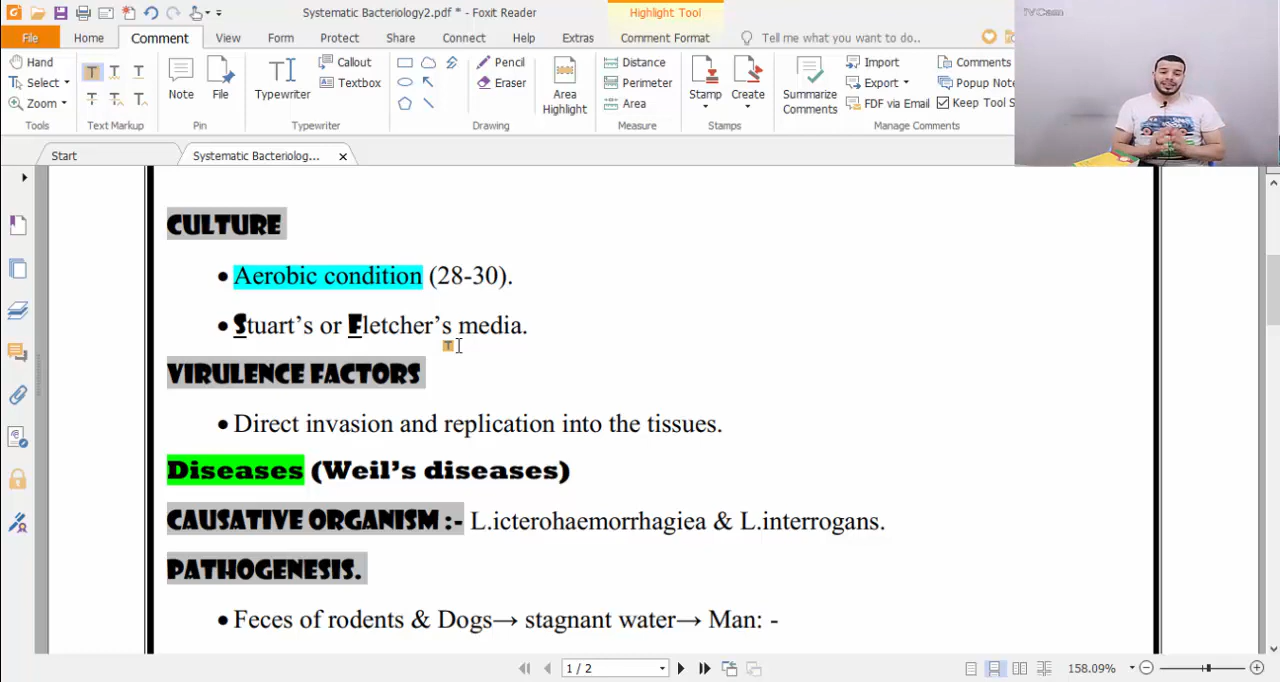 Systematic Bacteriology2.pdf * - Foxit Reader
Highlight Tool
File Home Comment View Form Protect Share Connect Help Extras Comment Format Tell me what you want to do..
Hand
Select
Zoom
Tools
Text Markup
Note
File
Pin
Typewriter
Callout
Textbox
Typewriter
Pencil
Eraser
Area Highlight
Drawing
Distance
Perimeter
Area
Measure
Stamp
Create
Stamps
Summarize Comments
Import
Export
FDF via Email
Comments
Popup Note
Keep Tool S
Manage Comments
iVCam
Start
Systematic Bacteriolog...
CULTURE
• Aerobic condition (28-30).
• Stuart’s or Fletcher’s media.
VIRULENCE FACTORS
• Direct invasion and replication into the tissues.
Diseases (Weil’s diseases)
CAUSATIVE ORGANISM :- L.icterohaemorrhagiea & L.interrogans.
PATHOGENESIS.
• Feces of rodents & Dogs→ stagnant water→ Man: -
1 / 2
158.09%